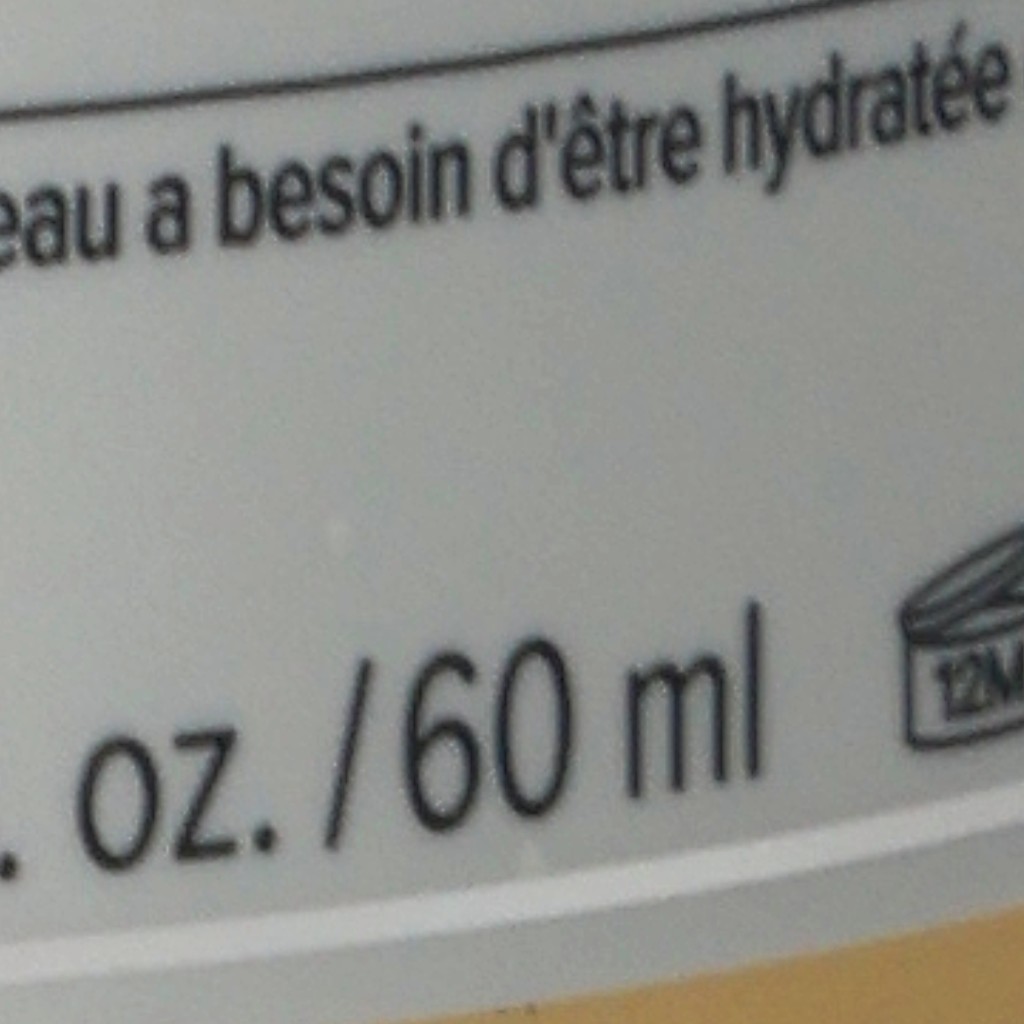 eau a besoin d'être hydratée
. oz. / 60 ml
12M